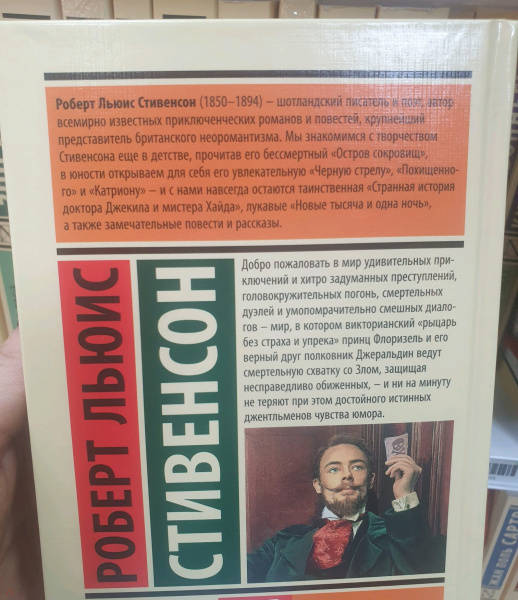 Роберт Льюис Стивенсон (1850–1894) – шотландский писатель и поэт, автор
всемирно известных приключенческих романов и повестей, крупнейший
представитель британского неоромантизма. Мы знакомимся с творчеством
Стивенсона еще в детстве, прочитав его бессмертный «Остров сокровищ»,
в юности открываем для себя его увлекательную «Черную стрелу», «Похищенно-
го» и «Катриону» – и с нами навсегда остаются таинственная «Странная история
доктора Джекила и мистера Хайда», лукавые «Новые тысяча и одна ночь»,
а также замечательные повести и рассказы.
РОБЕРТ ЛЬЮИС
СТИВЕНСОН
Добро пожаловать в мир удивительных при-
ключений и хитро задуманных преступлений,
головокружительных погонь, смертельных
дуэлей и умопомрачительно смешных диало-
гов – мир, в котором викторианский «рыцарь
без страха и упрека» принц Флоризель и его
верный друг полковник Джеральдин ведут
смертельную схватку со Злом, защищая
несправедливо обиженных, – и ни на минуту
не теряют при этом достойного истинных
джентльменов чувства юмора.
ЖАН ПОЛЬ САРТР